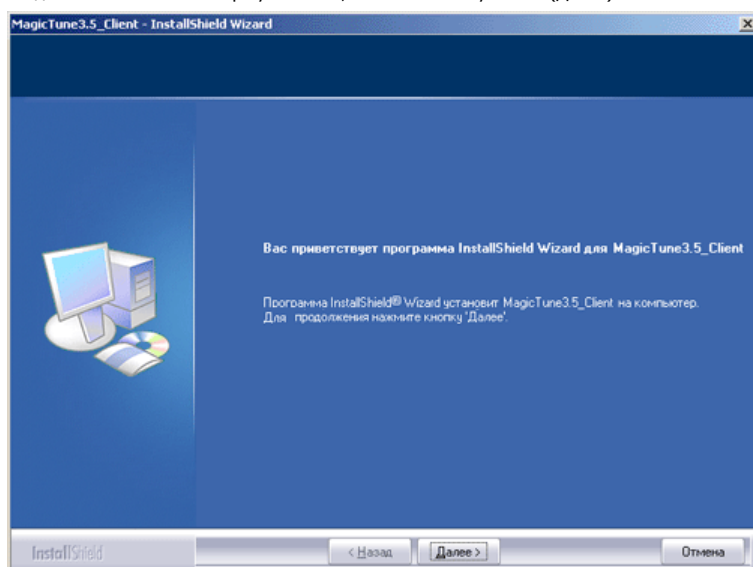 MagicTune3.5_Client - InstallShield Wizard
Вас приветствует программа InstallShield Wizard для MagicTune3.5_Client
Программа InstallShield® Wizard установит MagicTune3.5_Client на компьютер.
Для продолжения нажмите кнопку 'Далее'.
InstallShield
< Назад
Далее >
Отмена